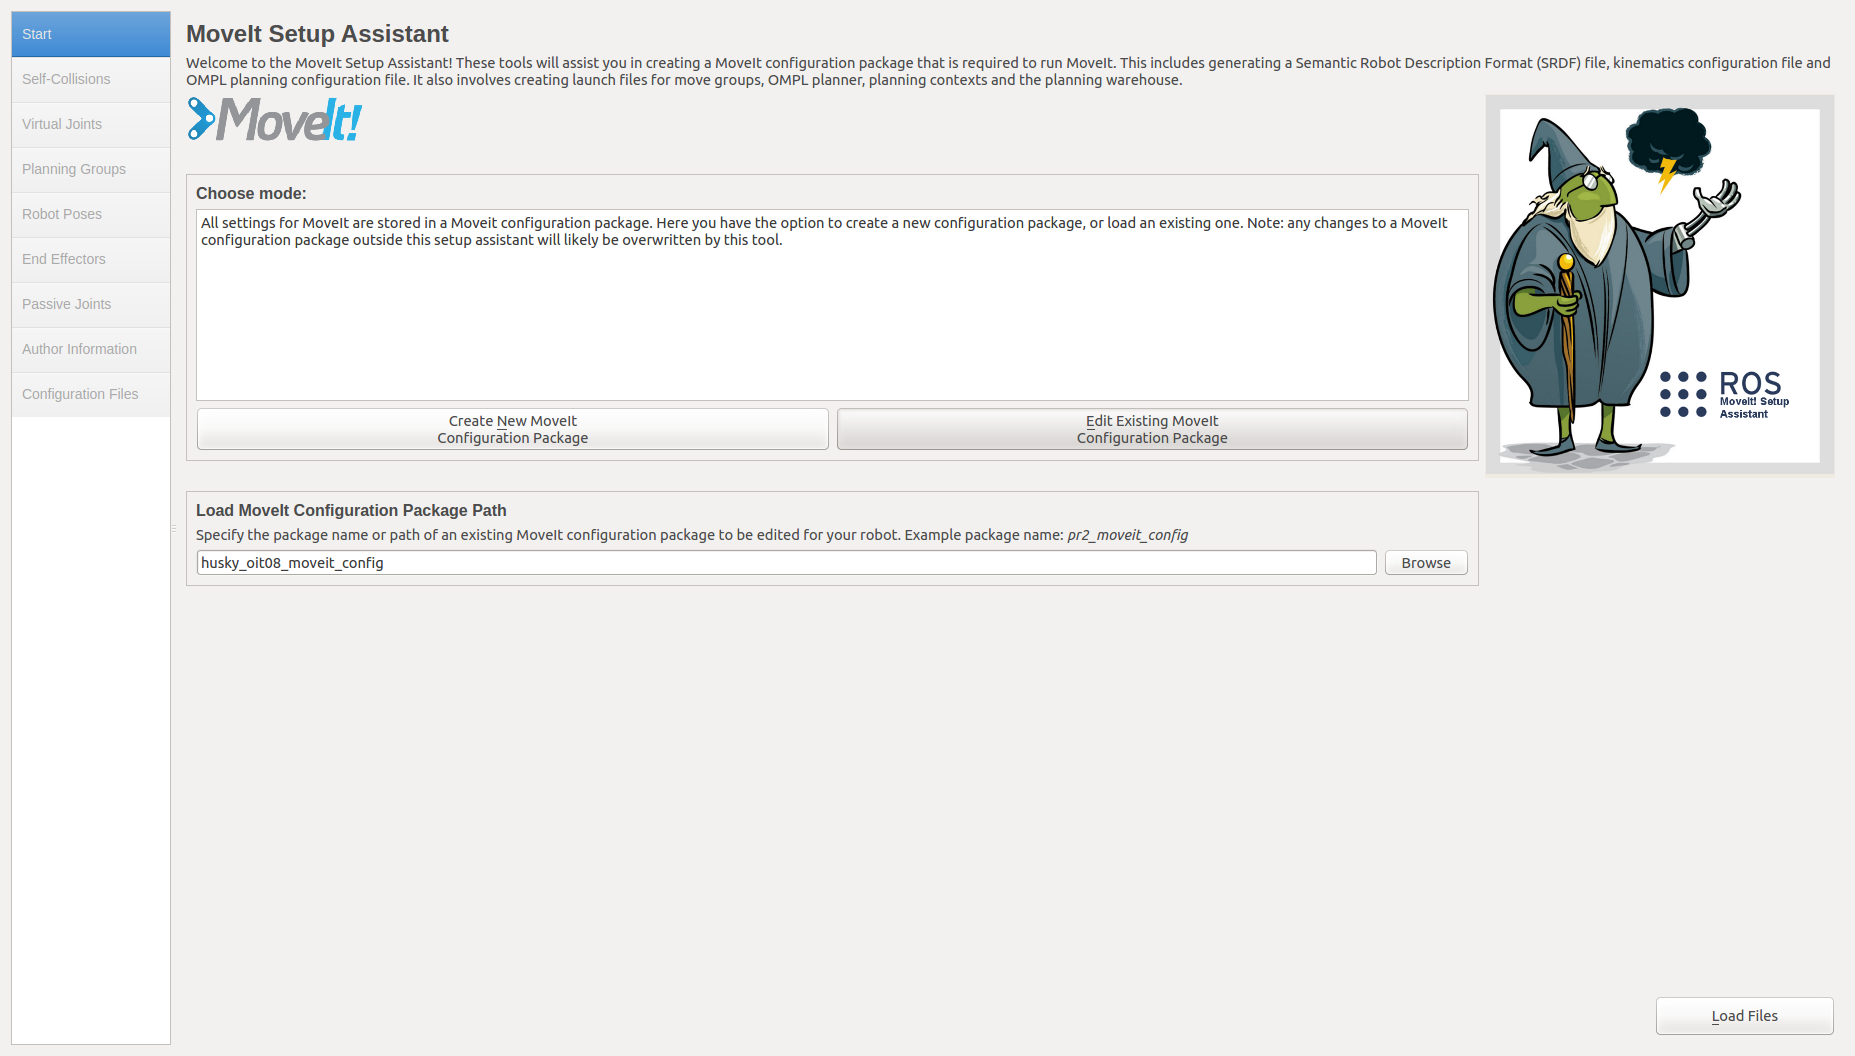 Start
Self-Collisions
Virtual Joints
Planning Groups
Robot Poses
End Effectors
Passive Joints
Author Information
Configuration Files
MoveIt Setup Assistant
Welcome to the MoveIt Setup Assistant! These tools will assist you in creating a MoveIt configuration package that is required to run MoveIt. This includes generating a Semantic Robot Description Format (SRDF) file, kinematics configuration file and
OMPL planning configuration file. It also involves creating launch files for move groups, OMPL planner, planning contexts and the planning warehouse.
MoveIt!
Choose mode:
All settings for MoveIt are stored in a Moveit configuration package. Here you have the option to create a new configuration package, or load an existing one. Note: any changes to a MoveIt
configuration package outside this setup assistant will likely be overwritten by this tool.
Create New MoveIt
Configuration Package
Edit Existing MoveIt
Configuration Package
ROS
MoveIt! Setup
Assistant
Load MoveIt Configuration Package Path
Specify the package name or path of an existing MoveIt configuration package to be edited for your robot. Example package name: pr2_moveit_config
husky_oit08_moveit_config
Browse
Load Files